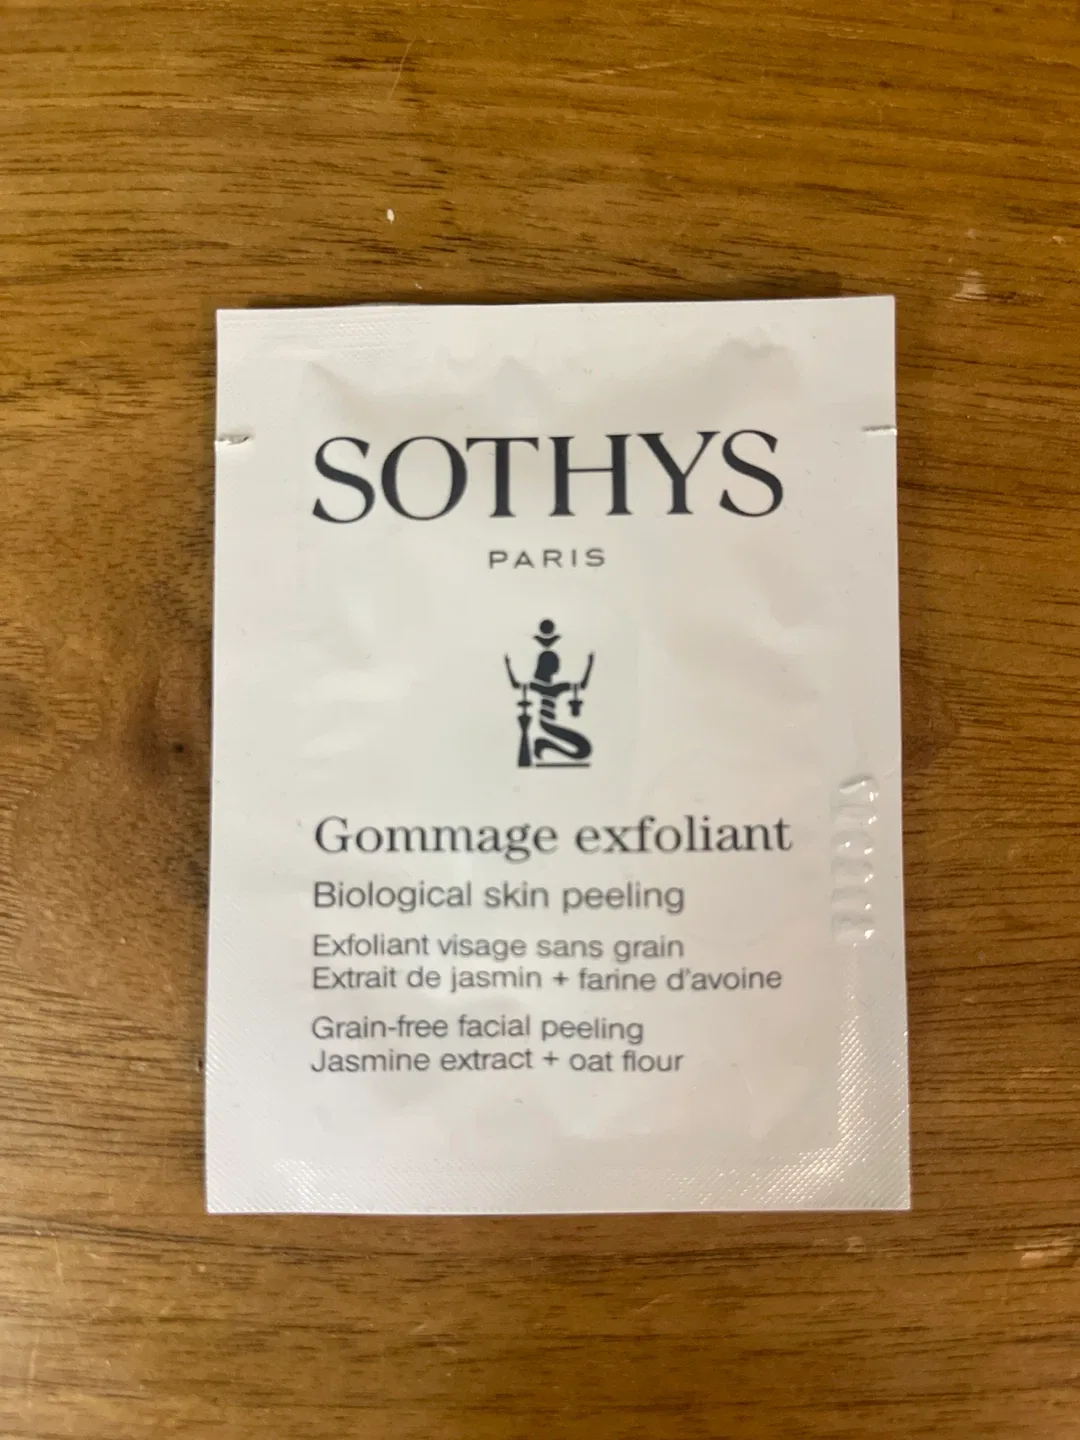 SOTHYS
PARIS
Gommage exfoliant
Biological skin peeling
Exfoliant visage sans grain
Extrait de jasmin + farine d'avoine
Grain-free facial peeling
Jasmine extract + oat flour